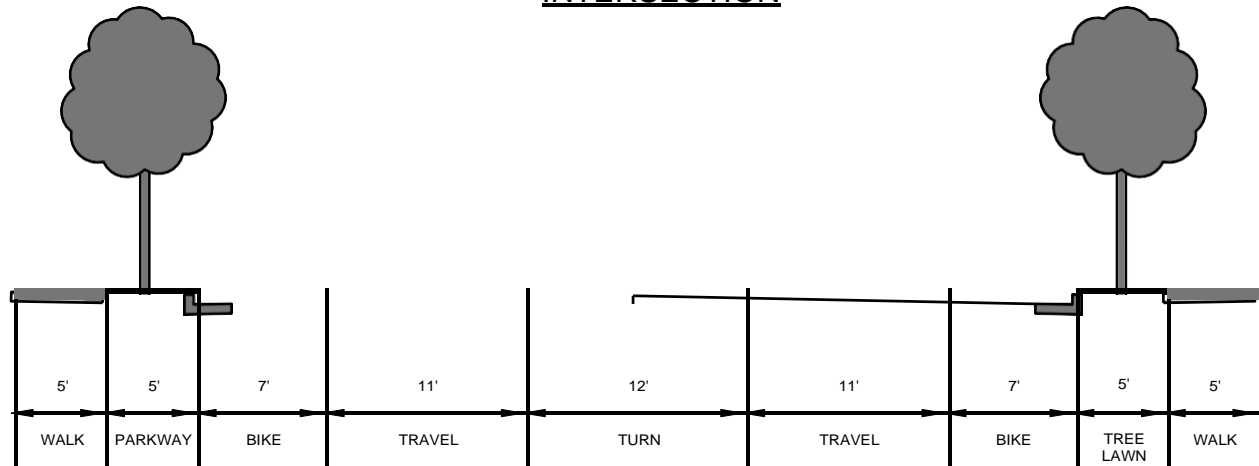 INTERSECTION
5' 5' 7' 11' 12' 11' 7' 5' 5'
WALK PARKWAY BIKE TRAVEL TURN TRAVEL BIKE TREE WALK
LAWN